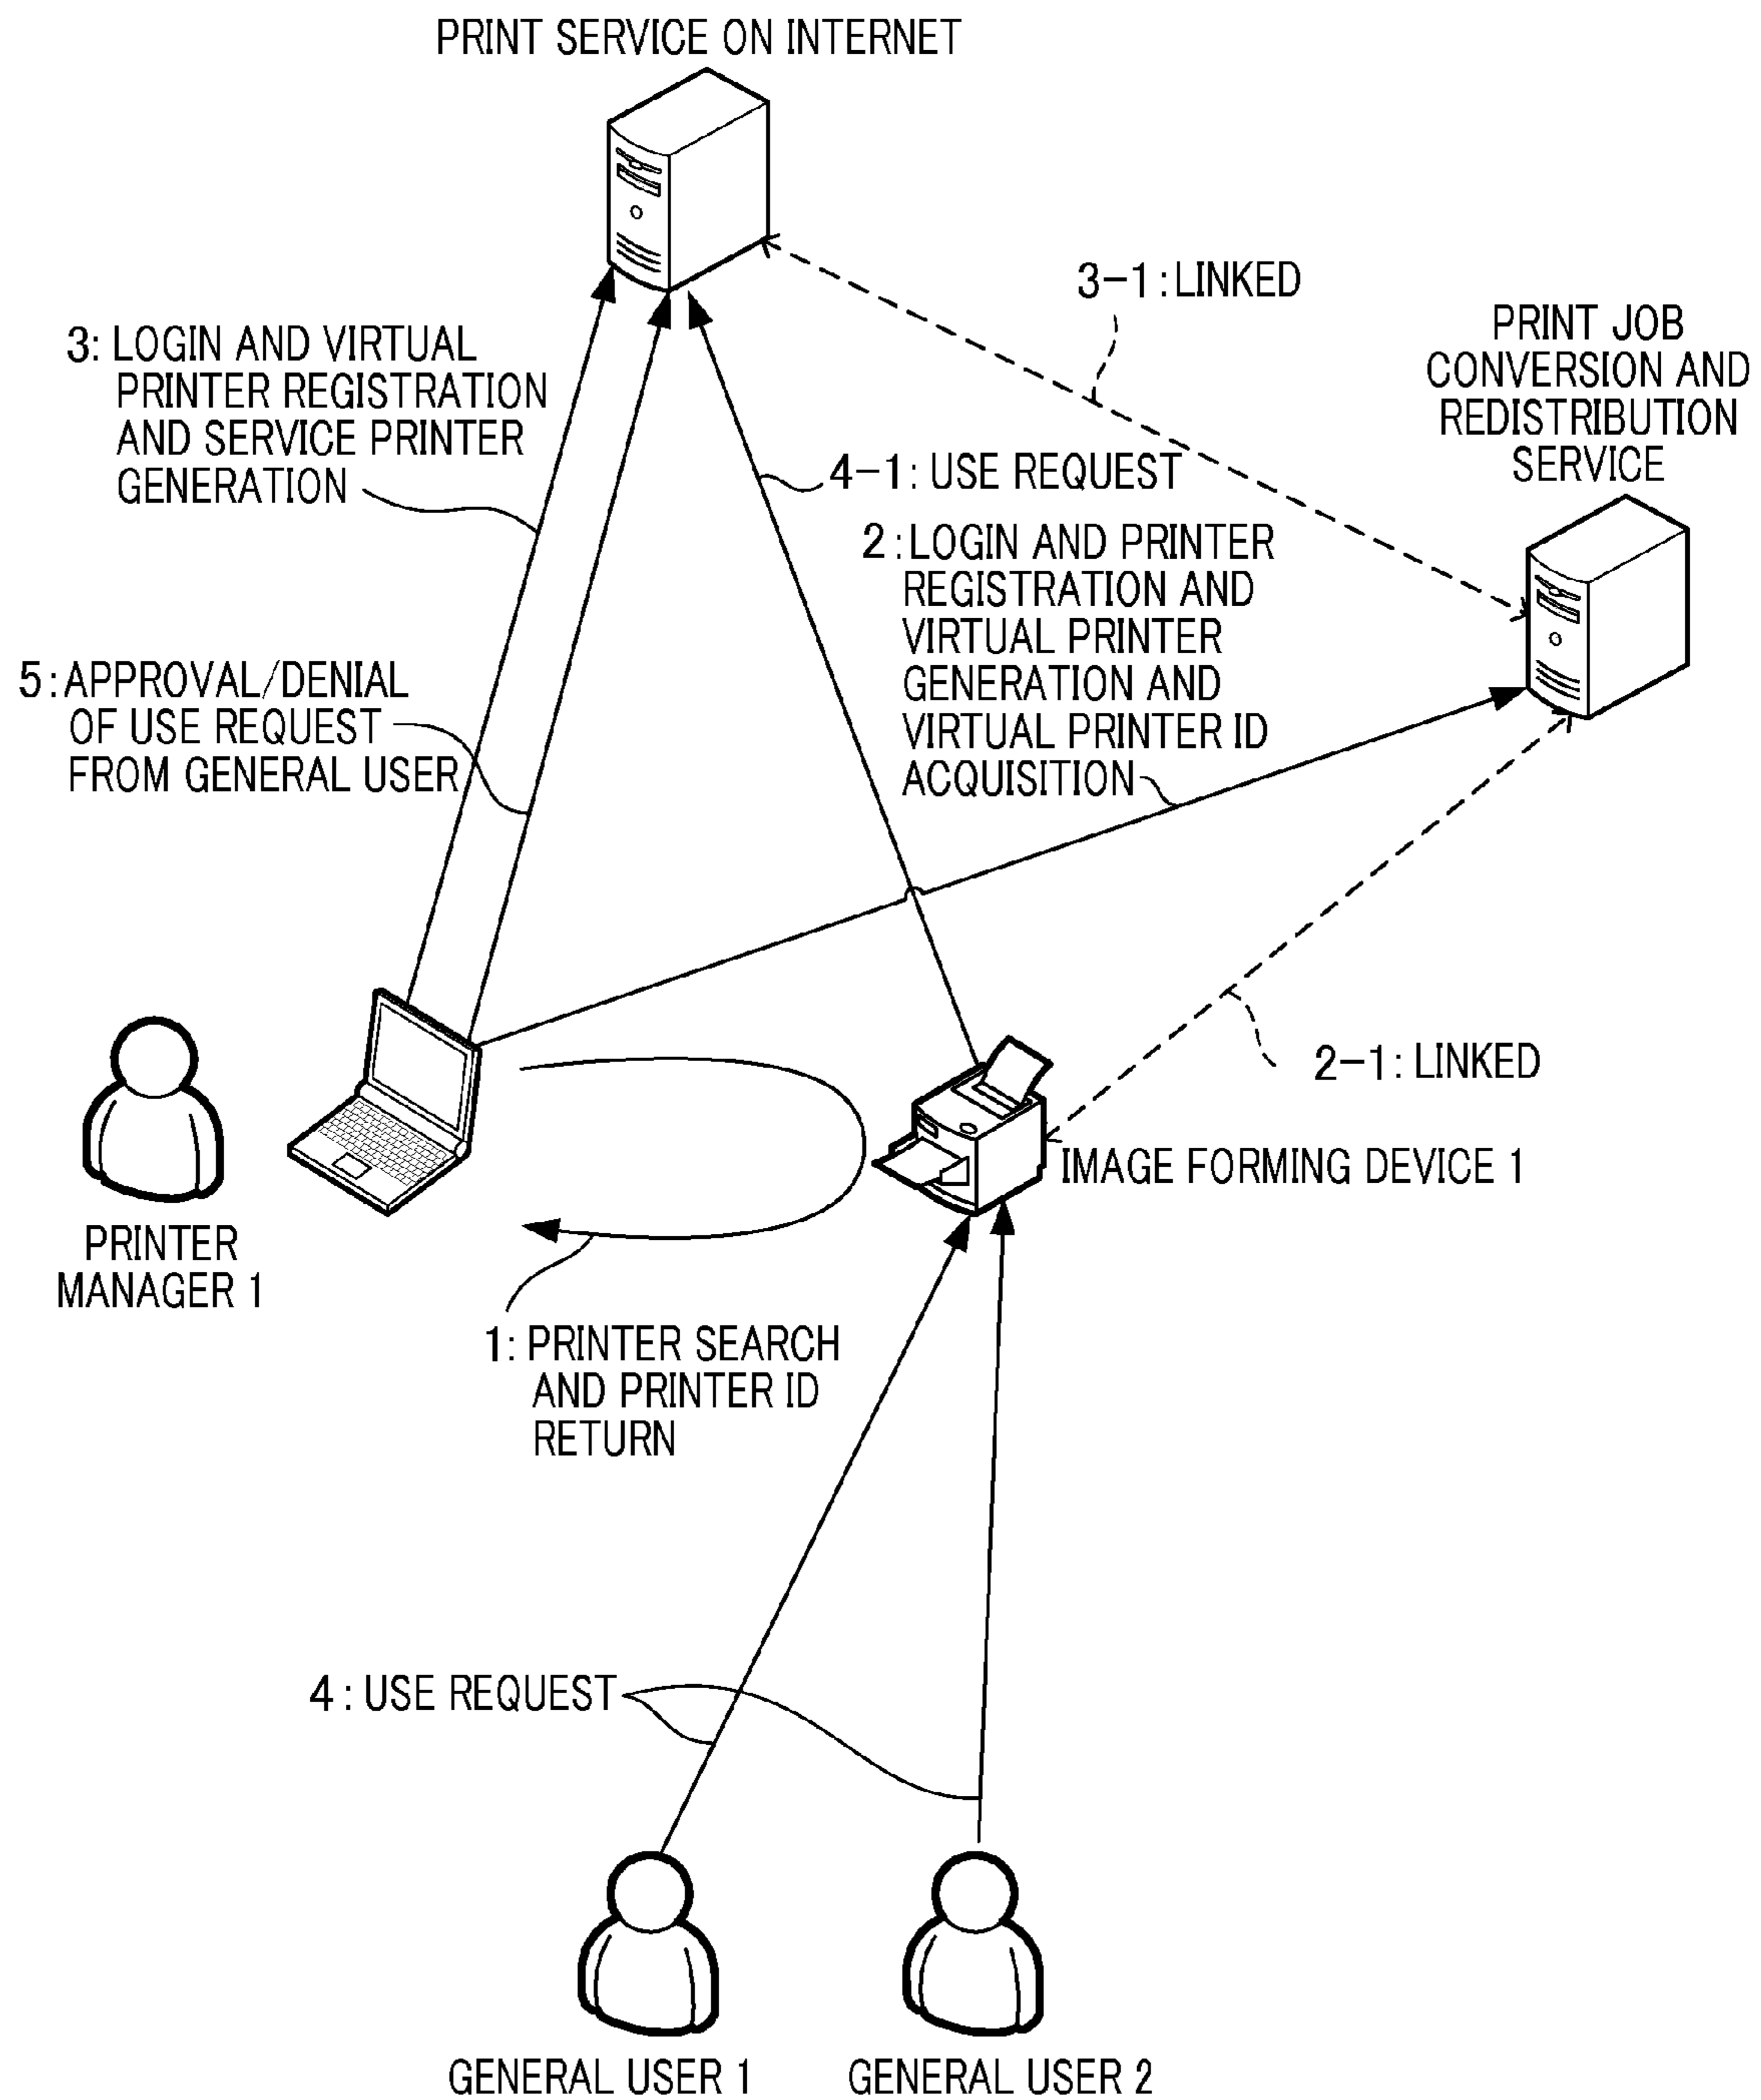 PRINT SERVICE ON INTERNET
3-1:LINKED
PRINT JOB
CONVERSION AND
REDISTRIBUTION
SERVICE
3: LOGIN AND VIRTUAL
PRINTER REGISTRATION
AND SERVICE PRINTER
GENERATION
4-1: USE REQUEST
2:LOGIN AND PRINTER
REGISTRATION AND
VIRTUAL PRINTER
GENERATION AND
VIRTUAL PRINTER ID
ACQUISITION
5:APPROVAL/DENIAL
OF USE REQUEST
FROM GENERAL USER
2-1: LINKED
IMAGE FORMING DEVICE 1
PRINTER
MANAGER 1
1: PRINTER SEARCH
AND PRINTER ID
RETURN
4: USE REQUEST
GENERAL USER 1
GENERAL USER 2